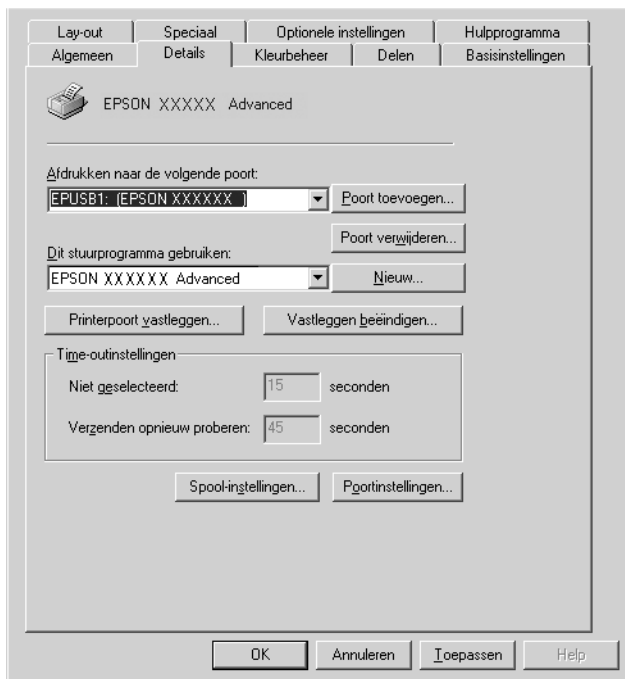 Lay-out Speciaal Optionele instellingen Hulpprogramma
Algemeen Details Kleurbeheer Delen Basisinstellingen
EPSON XXXXX Advanced
Afdrukken naar de volgende poort:
EPUSB1: (EPSON XXXXXX ) Poort toevoegen...
Poort verwijderen...
Dit stuurprogramma gebruiken:
EPSON XXXXXX Advanced Nieuw...
Printerpoort vastleggen... Vastleggen beëindigen...
Time-outinstellingen
Niet geselecteerd: 15 seconden
Verzenden opnieuw proberen: 45 seconden
Spool-instellingen... Poortinstellingen...
OK Annuleren Toepassen Help